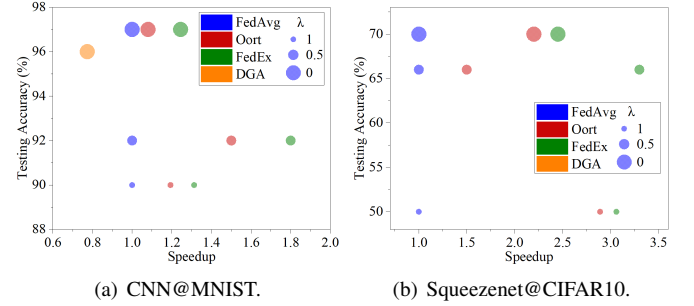 98
96
94
92
90
88
0.6 0.8 1.0 1.2 1.4 1.6 1.8 2.0
Testing Accuracy (%)
Speedup
FedAvg λ
Oort 1
FedEx 0.5
DGA 0
(a) CNN@MNIST.
70
65
60
55
50
1.0 1.5 2.0 2.5 3.0 3.5
Testing Accuracy (%)
Speedup
FedAvg λ
Oort 1
FedEx 0.5
DGA 0
(b) Squeezenet@CIFAR10.